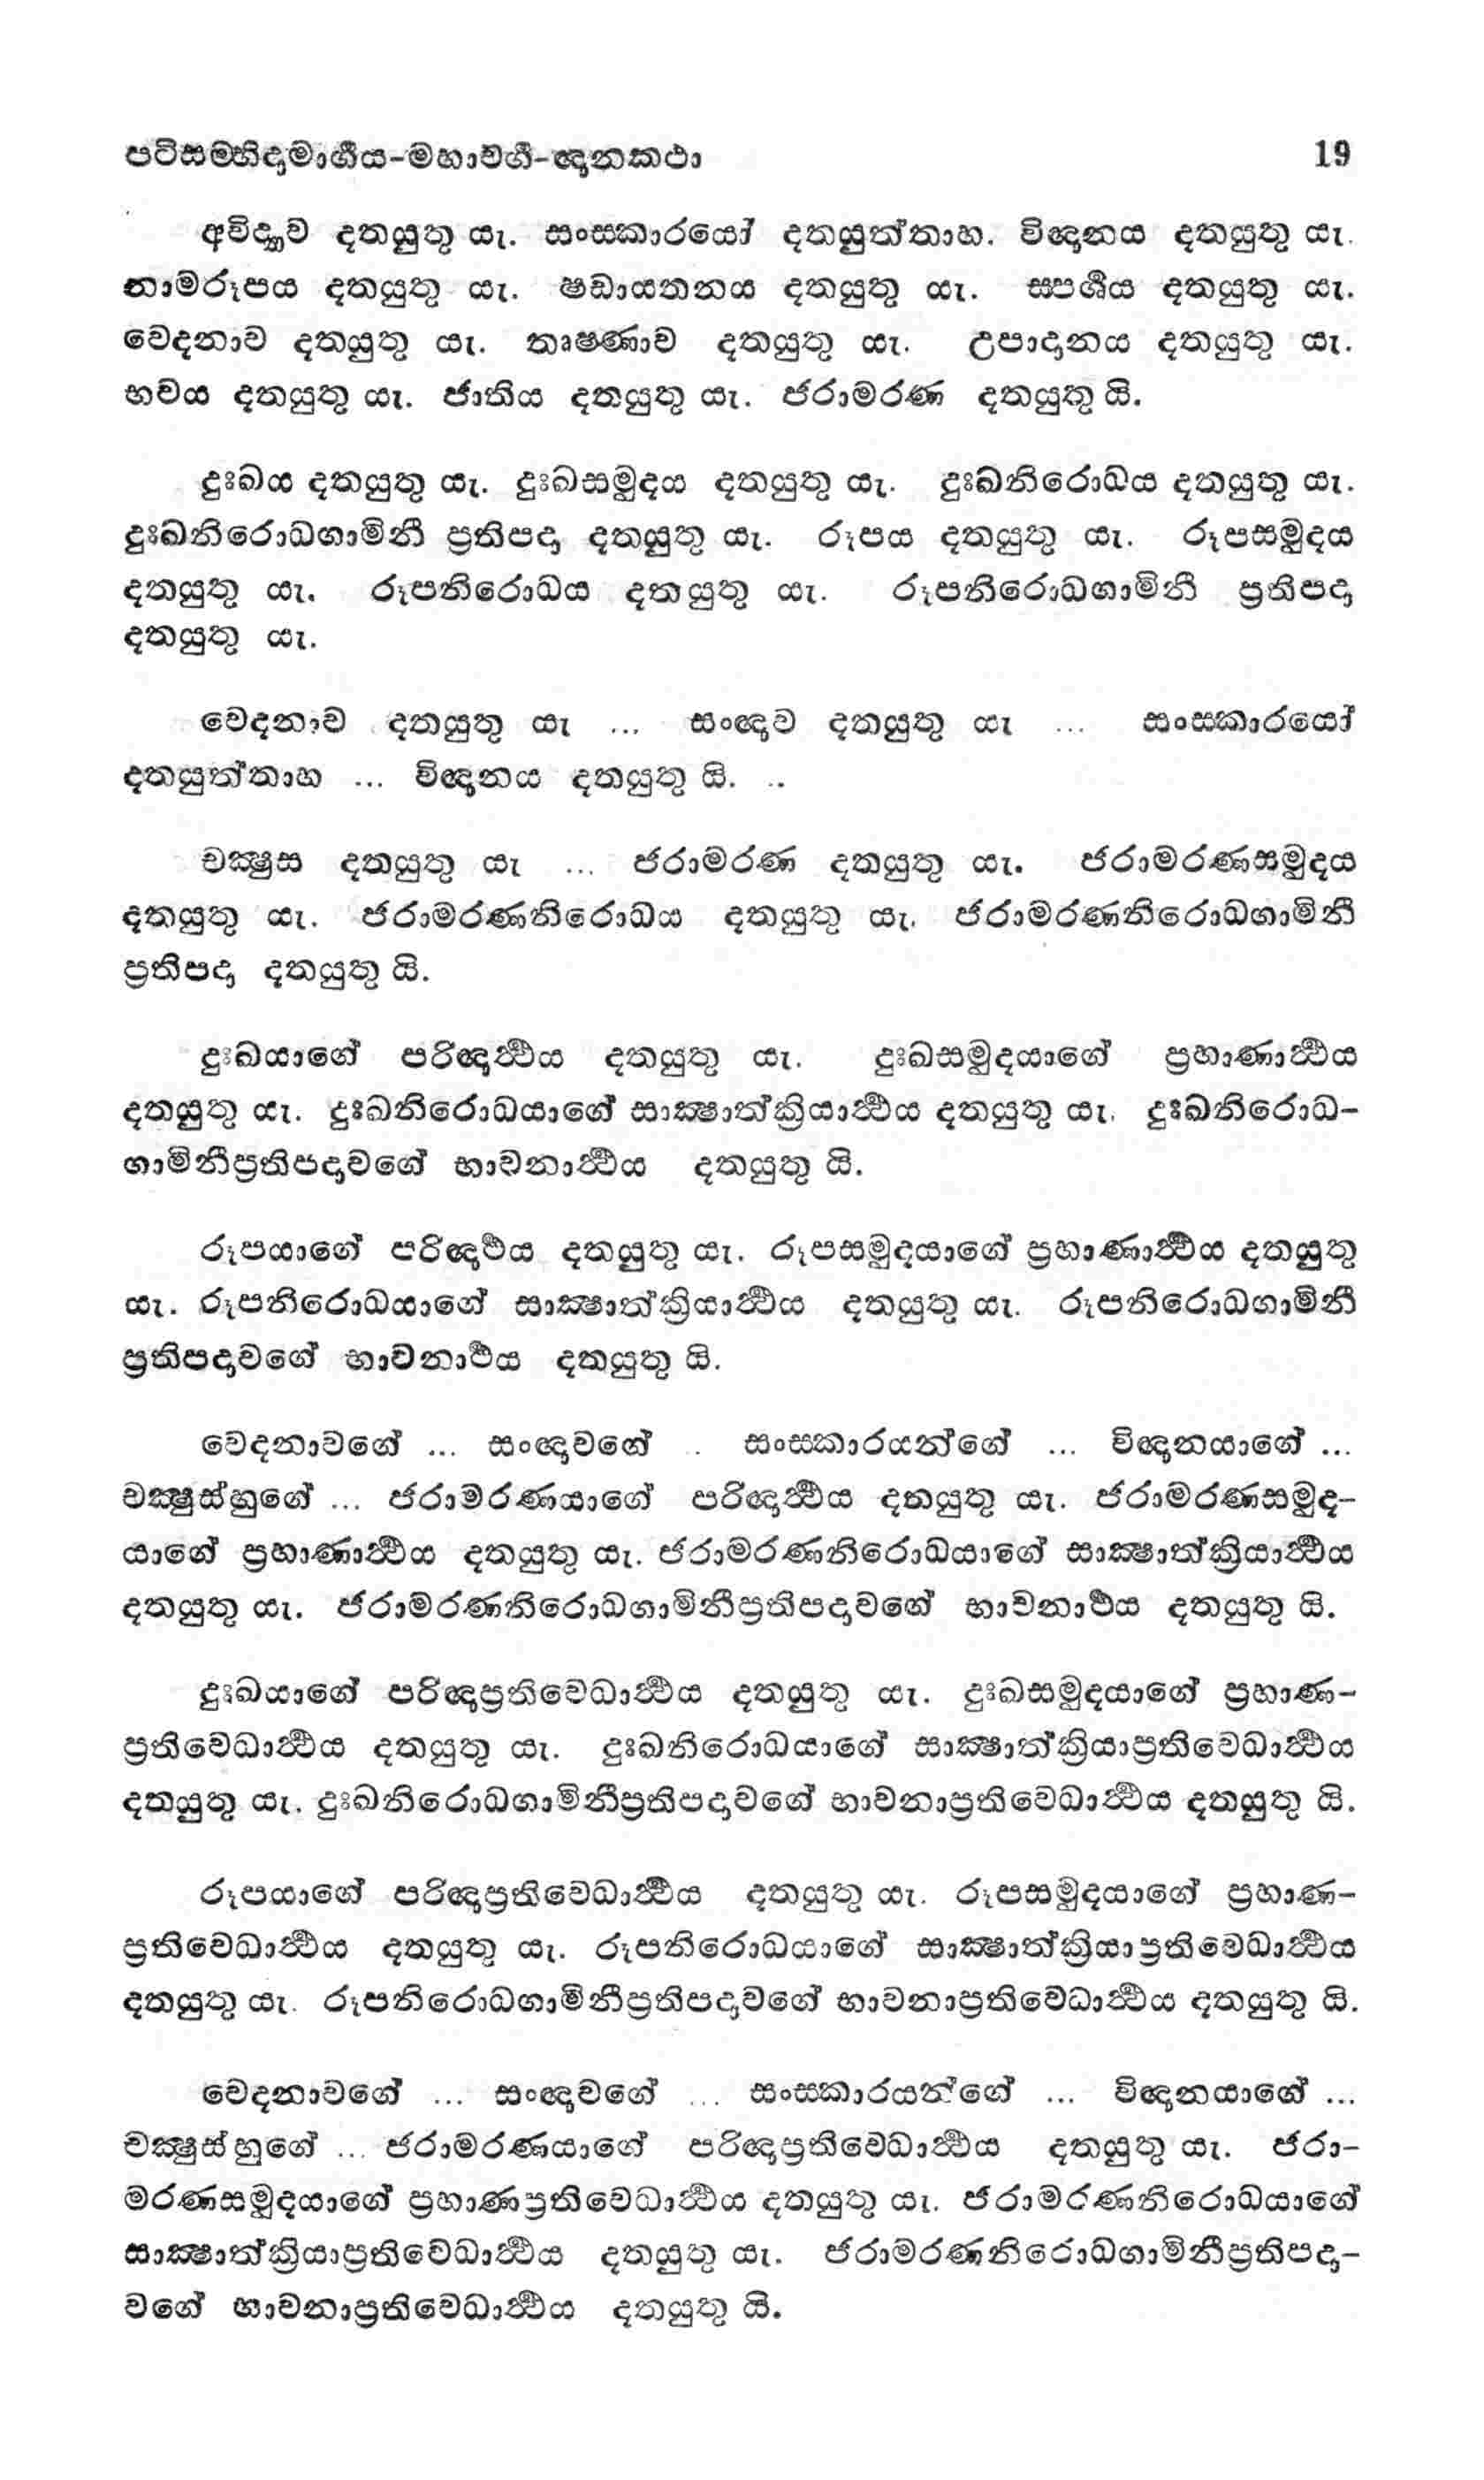 පටිසම්භිදාමාර්ගය-මහාවර්ග-ඥානකථා 19
අවිද්‍යාව දතයුතු යැ. සංස්කාරයෝ දතයුත්තාහ. විඥානය දතයුතු යැ.
නාමරූපය දතයුතු යැ. ෂඩායතනය දතයුතු යැ. ස්පර්ශය දතයුතු යැ.
වේදනාව දතයුතු යැ. තෘෂ්ණාව දතයුතු යැ. උපාදානය දතයුතු යැ.
භවය දතයුතු යැ. ජාතිය දතයුතු යැ. ජරාමරණ දතයුතු යි.
දුඃඛය දතයුතු යැ. දුඃඛසමුදය දතයුතු යැ. දුඃඛනිරොධය දතයුතු යැ.
දුඃඛනිරොධගාමිනී ප්‍රතිපදා දතයුතු යැ. රූපය දතයුතු යැ. රූපසමුදය
දතයුතු යැ. රූපනිරොධය දතයුතු යැ. රූපනිරොධගාමිනී ප්‍රතිපදා
දතයුතු යැ.
වේදනාව දතයුතු යැ ... සංඥාව දතයුතු යැ ... සංස්කාරයෝ
දතයුත්තාහ ... විඥානය දතයුතු යි. ..
චක්‍ෂුස දතයුතු යැ ... ජරාමරණ දතයුතු යැ. ජරාමරණසමුදය
දතයුතු යැ. ජරාමරණනිරොධය දතයුතු යැ. ජරාමරණනිරොධගාමිනී
ප්‍රතිපදා දතයුතු යි.
දුඃඛයාගේ පරිඥාර්‍ත්‍ථය දතයුතු යැ. දුඃඛසමුදයාගේ ප්‍රහාණාර්‍ත්‍ථය
දතයුතු යැ. දුඃඛනිරොධයාගේ සාක්‍ෂාත්ක්‍රියාර්‍ත්‍ථය දතයුතු යැ. දුඃඛනිරොධ-
ගාමිනීප්‍රතිපදාවගේ භාවනාර්‍ත්‍ථය දතයුතු යි.
රූපයාගේ පරිඥාර්ථය දතයුතු යැ. රූපසමුදයාගේ ප්‍රහාණාර්‍ත්‍ථය දතයුතු
යැ. රූපනිරොධයාගේ සාක්‍ෂාත්ක්‍රියාර්‍ත්‍ථය දතයුතු යැ. රූපනිරොධගාමිනී
ප්‍රතිපදාවගේ භාවනාර්ථය දතයුතු යි.
වේදනාවගේ ... සංඥාවගේ .. සංස්කාරයන්ගේ ... විඥානයාගේ ...
චක්‍ෂුස්හුගේ ... ජරාමරණයාගේ පරිඥාර්‍ත්‍ථය දතයුතු යැ. ජරාමරණසමුද-
යාගේ ප්‍රහාණාර්‍ත්‍ථය දතයුතු යැ. ජරාමරණනිරොධයාගේ සාක්‍ෂාත්ක්‍රියාර්‍ත්‍ථය
දතයුතු යැ. ජරාමරණනිරොධගාමිනීප්‍රතිපදාවගේ භාවනාර්ථය දතයුතු යි.
දුඃඛයාගේ පරිඥාප්‍රතිවෙධාර්‍ත්‍ථය දතයුතු යැ. දුඃඛසමුදයාගේ ප්‍රහාණ-
ප්‍රතිවෙධාර්‍ත්‍ථය දතයුතු යැ. දුඃඛනිරොධයාගේ සාක්‍ෂාත්ක්‍රියාප්‍රතිවෙධාර්‍ත්‍ථය
දතයුතු යැ. දුඃඛනිරොධගාමිනීප්‍රතිපදාවගේ භාවනාප්‍රතිවෙධාර්‍ත්‍ථය දතයුතු යි.
රූපයාගේ පරිඥාප්‍රතිවෙධාර්‍ත්‍ථය දතයුතු යැ. රූපසමුදයාගේ ප්‍රහාණ-
ප්‍රතිවෙධාර්‍ත්‍ථය දතයුතු යැ. රූපනිරොධයාගේ සාක්‍ෂාත්ක්‍රියාප්‍රතිවෙධාර්‍ත්‍ථය
දතයුතු යැ. රූපනිරොධගාමිනීප්‍රතිපදාවගේ භාවනාප්‍රතිවෙධාර්‍ත්‍ථය දතයුතු යි.
වේදනාවගේ ... සංඥාවගේ ... සංස්කාරයන්ගේ ... විඥානයාගේ ...
චක්‍ෂුස්හුගේ ... ජරාමරණයාගේ පරිඥාප්‍රතිවෙධාර්‍ත්‍ථය දතයුතු යැ. ජරා-
මරණසමුදයාගේ ප්‍රහාණප්‍රතිවෙධාර්‍ත්‍ථය දතයුතු යැ. ජරාමරණනිරොධයාගේ
සාක්‍ෂාත්ක්‍රියාප්‍රතිවෙධාර්‍ත්‍ථය දතයුතු යැ. ජරාමරණනිරොධගාමිනීප්‍රතිපදා-
වගේ භාවනාප්‍රතිවෙධාර්‍ත්‍ථය දතයුතු යි.